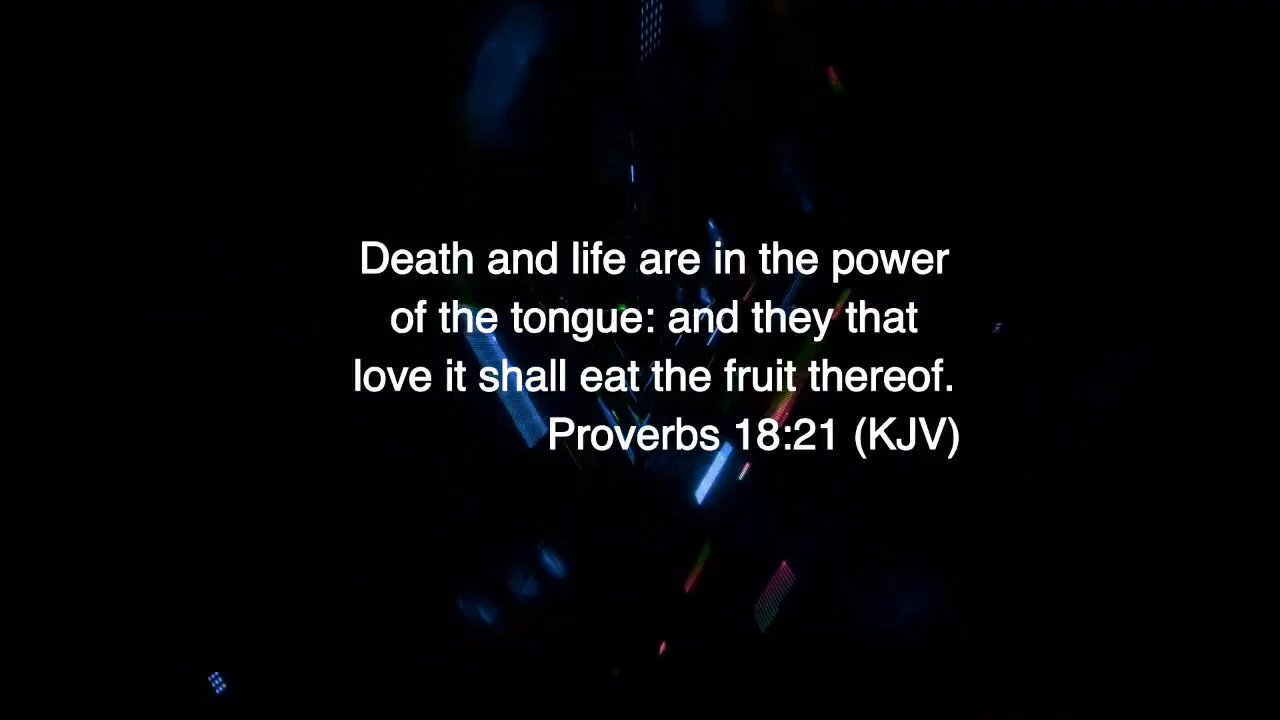 Death and life are in the power
of the tongue: and they that
love it shall eat the fruit thereof.
Proverbs 18:21 (KJV)